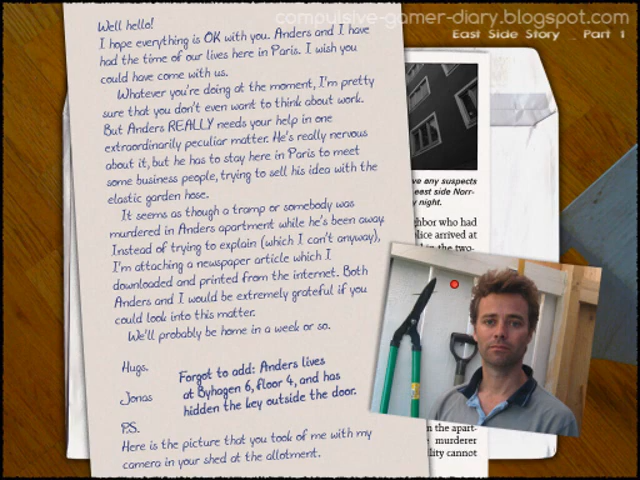 compulsive-gamer-diary.blogspot.com
East Side Story Part 1
Well hello!
I hope everything is OK with you. Anders and I have
had the time of our lives here in Paris. I wish you
could have come with us.
Whatever you're doing at the moment, I'm pretty
sure that you don't even want to think about work.
But Anders REALLY needs your help in one
extraordinarily peculiar matter. He's really nervous
about it, but he has to stay here in Paris to meet
some business people, trying to sell his idea with the
elastic garden hose.
It seems as though a tramp or somebody was
murdered in Anders apartment while he's been away.
Instead of trying to explain (which I can't anyway),
I'm attaching a newspaper article which I
downloaded and printed from the internet. Both
Anders and I would be extremely grateful if you
could look into this matter.
We'll probably be home in a week or so.
Hugs.
Jonas
Forgot to add: Anders lives
at Byhagen 6, floor 4, and has
hidden the key outside the door.
P.S.
Here is the picture that you took of me with my
camera in your shed at the allotment.
ve any suspects
east side Norr-
y night.
ghbor who had
olice arrived at
the two-
n the apart-
murderer
lity cannot